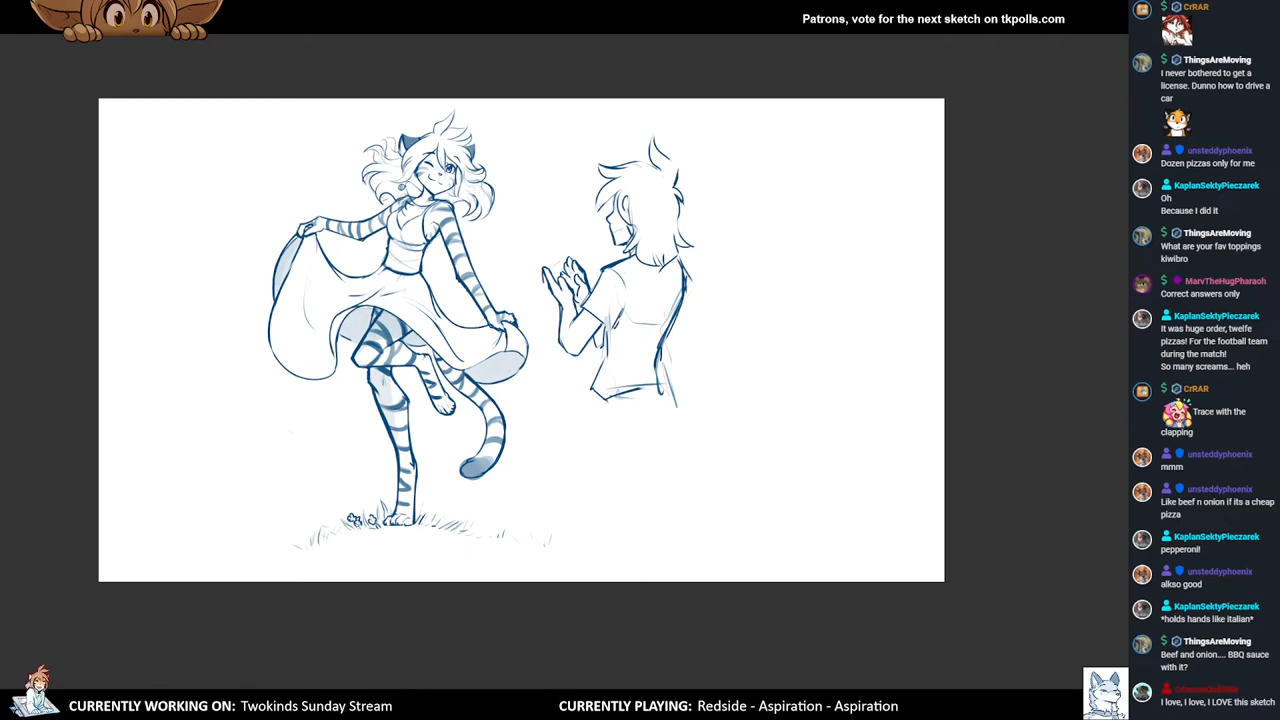 Patrons, vote for the next sketch on tkpolls.com
CrRAR
ThingsAreMoving
I never bothered to get a
license. Dunno how to drive a
car
unsteddyphoenix
Dozen pizzas only for me
KaplanSektyPieczarek
Oh
Because I did it
ThingsAreMoving
What are your fav toppings
kiwibro
MarvTheHugPharaoh
Correct answers only
KaplanSektyPieczarek
It was huge order, twelfe
pizzas! For the football team
during the match!
So many screams... heh
CrRAR
Trace with the
clapping
unsteddyphoenix
mmm
unsteddyphoenix
Like beef n onion if its a cheap
pizza
KaplanSektyPieczarek
pepperoni!
unsteddyphoenix
alkso good
KaplanSektyPieczarek
*holds hands like italian*
ThingsAreMoving
Beef and onion.... BBQ sauce
with it?
I love, I love, I LOVE this sketch
CURRENTLY WORKING ON: Twokinds Sunday Stream
CURRENTLY PLAYING: Redside - Aspiration - Aspiration